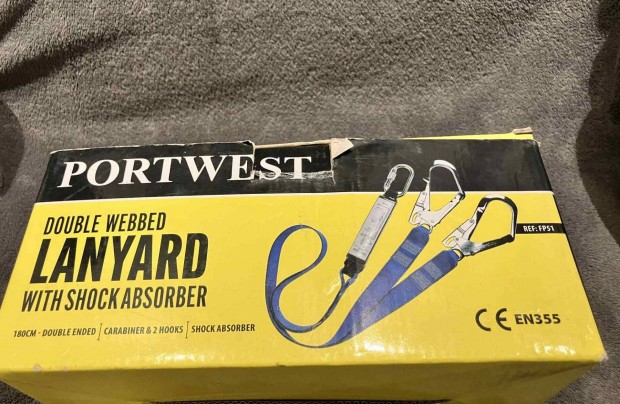 PORTWEST
DOUBLE WEBBED
LANYARD
WITH SHOCK ABSORBER
180CM - DOUBLE ENDED | CARABINER & 2 HOOKS | SHOCK ABSORBER
REF: FP51
CE EN355